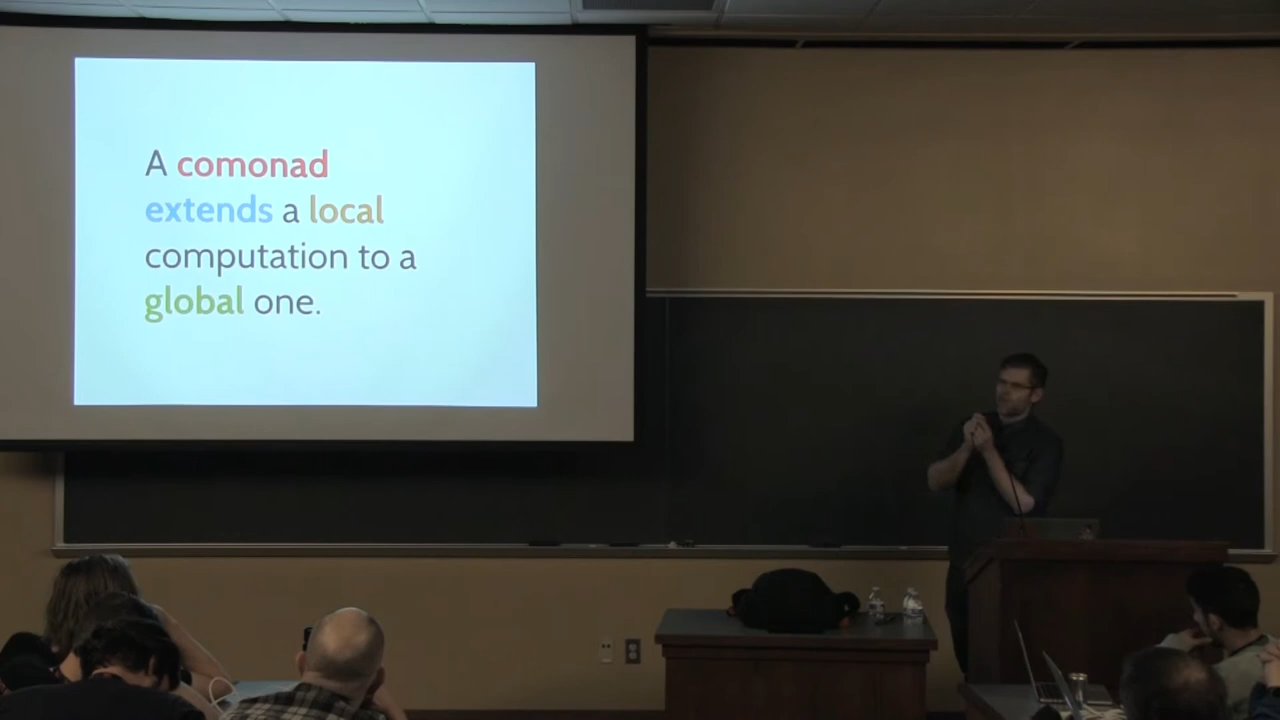 A comonad
extends a local
computation to a
global one.